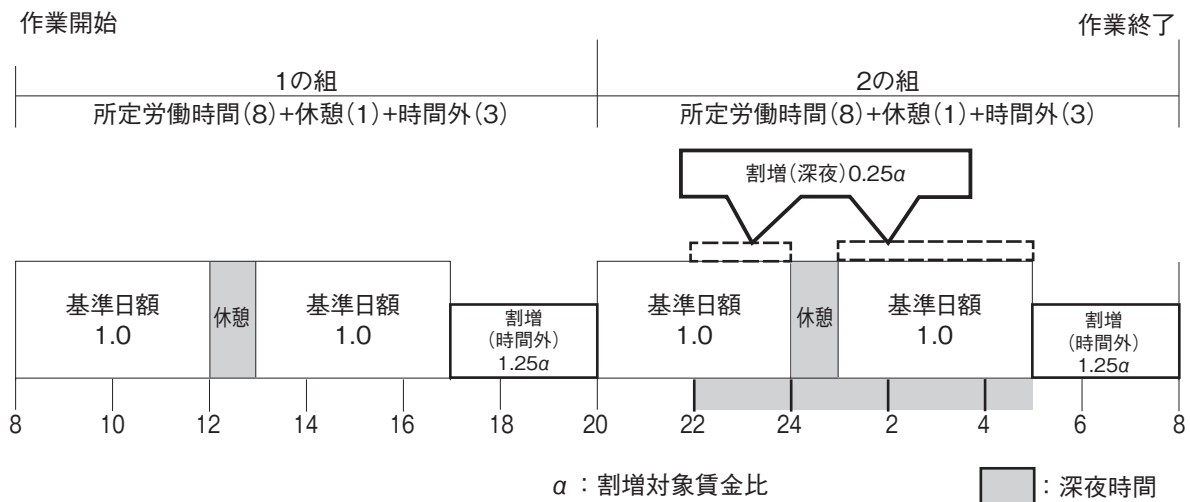 作業開始
作業終了
1の組
2の組
所定労働時間(8)+休憩(1)+時間外(3)
所定労働時間(8)+休憩(1)+時間外(3)
割増(深夜)0.25α
基準日額
1.0
休憩
基準日額
1.0
割増
(時間外)
1.25α
基準日額
1.0
休憩
基準日額
1.0
割増
(時間外)
1.25α
8 10 12 14 16 18 20 22 24 2 4 6 8
α:割増対象賃金比
:深夜時間